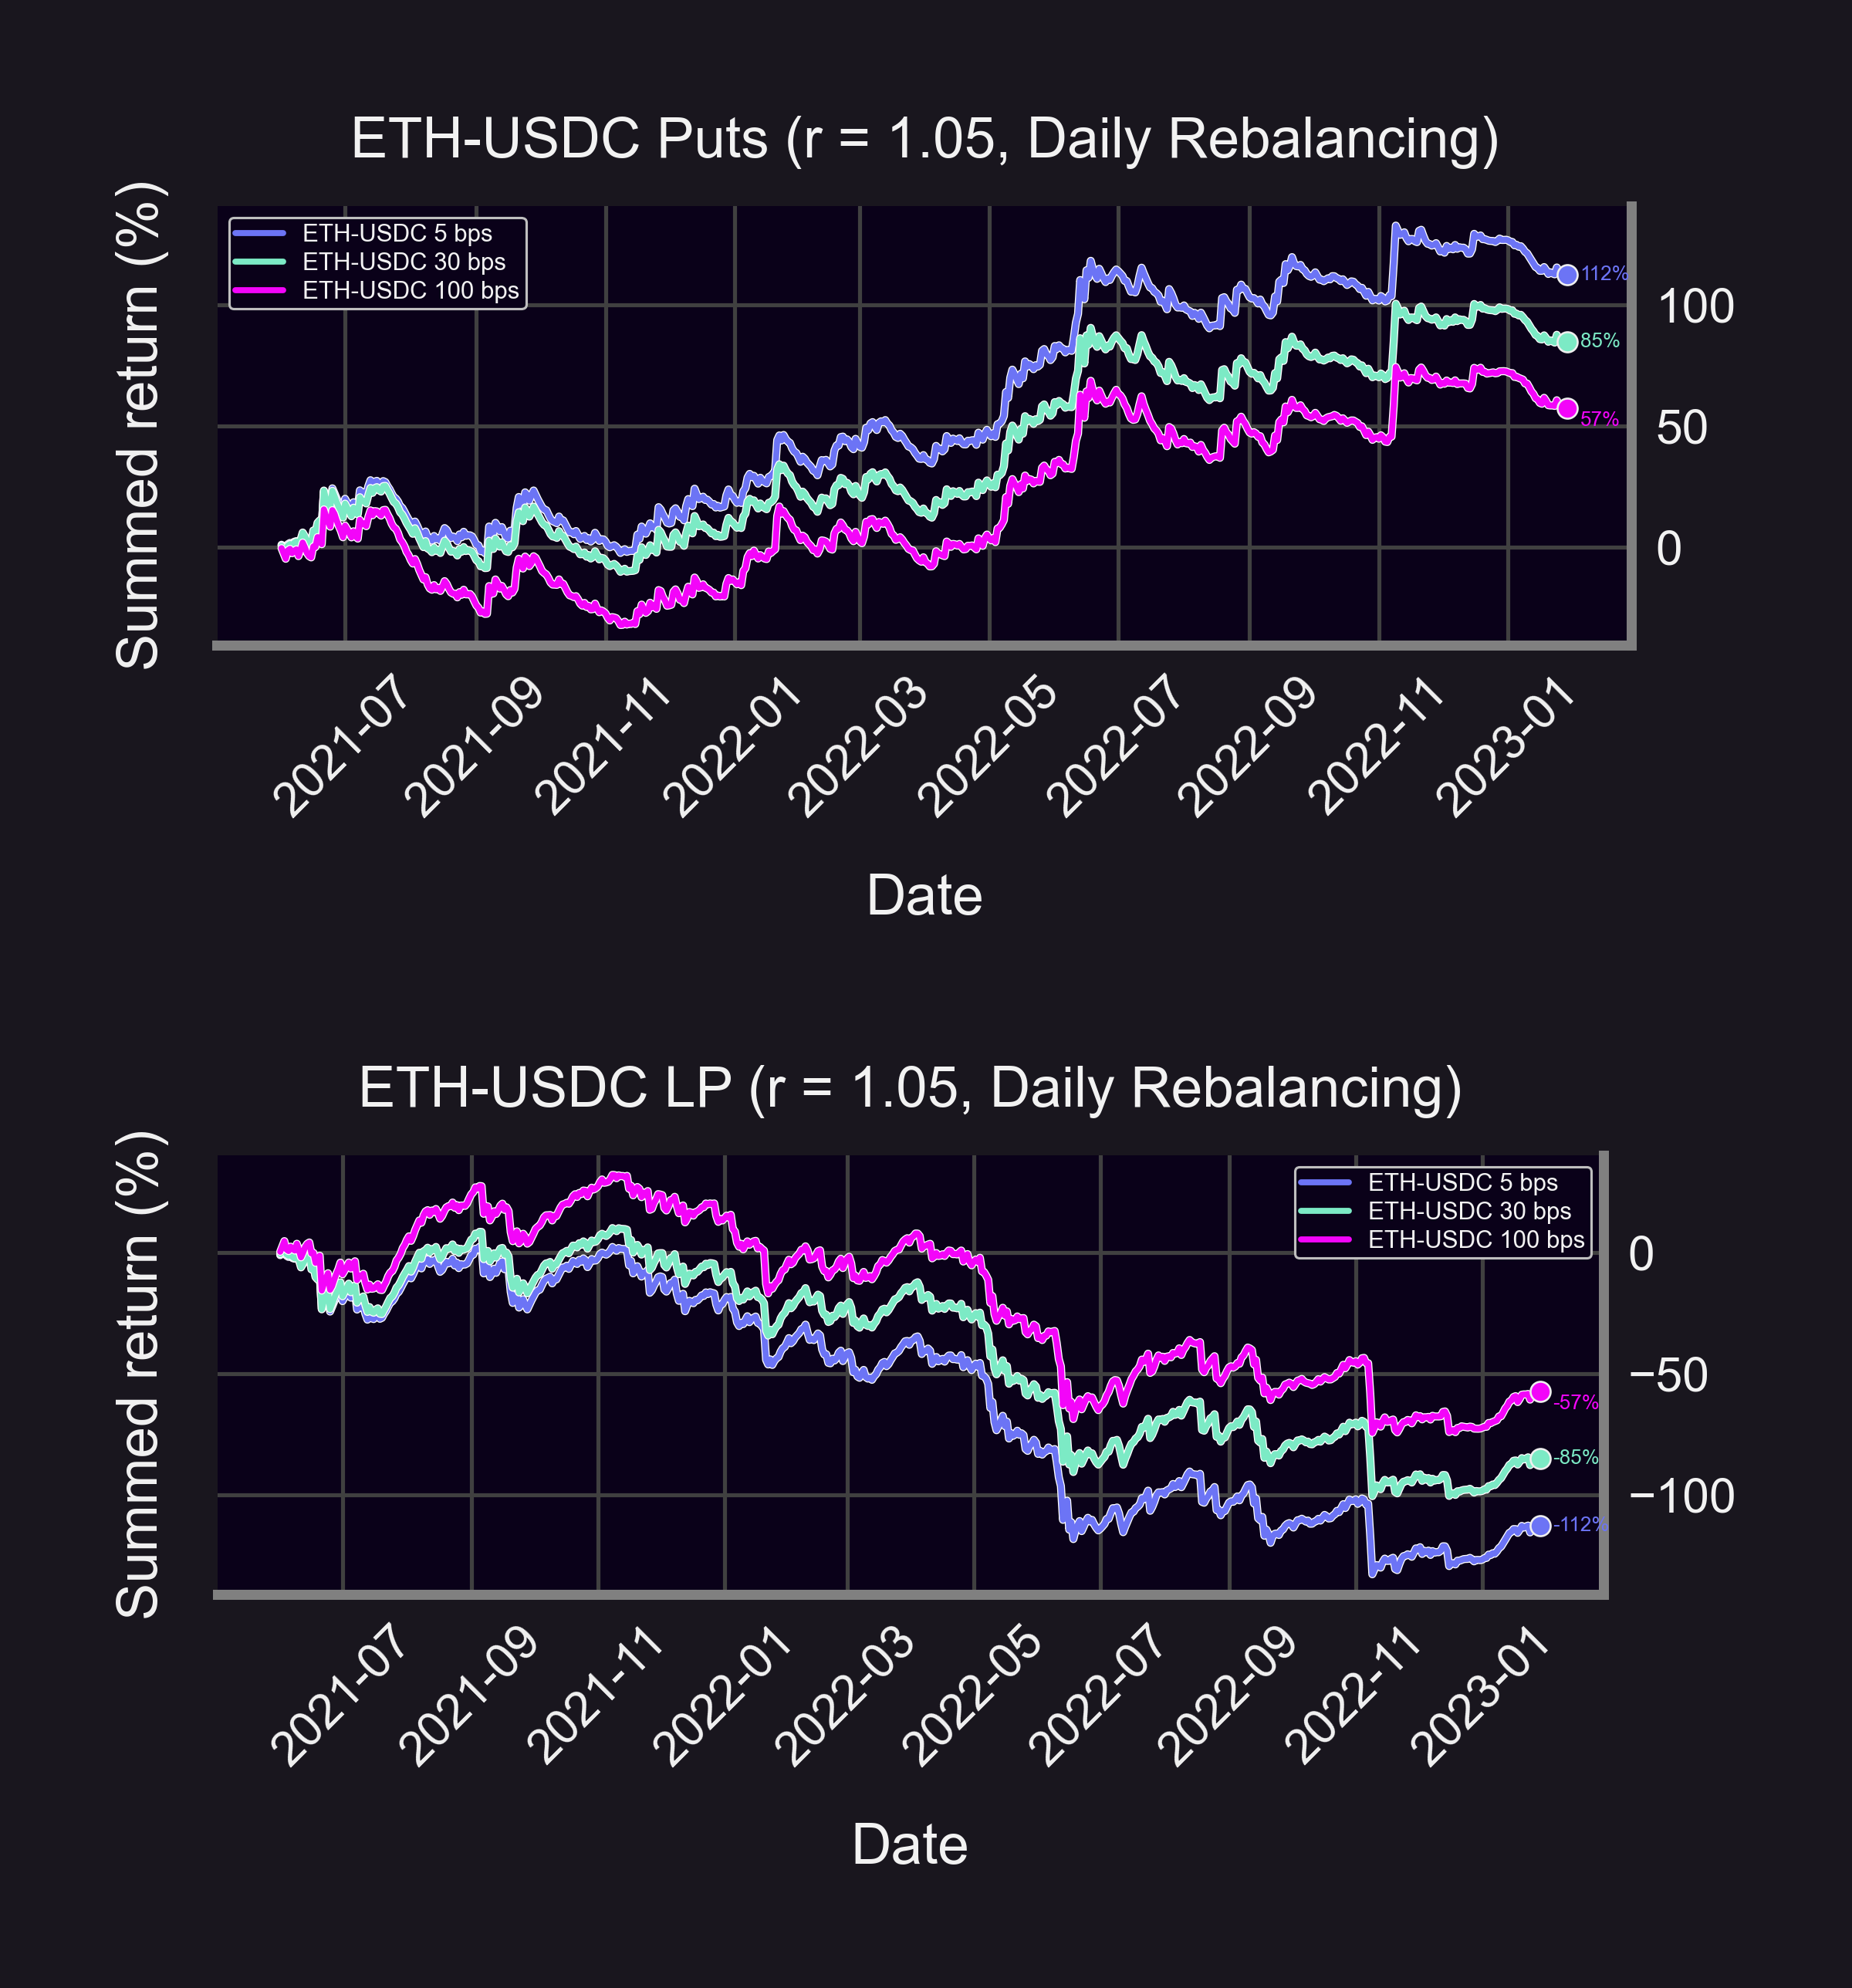 ETH-USDC Puts (r = 1.05, Daily Rebalancing)
Summed return (%)
ETH-USDC 5 bps
ETH-USDC 30 bps
ETH-USDC 100 bps
112%
85%
57%
100
50
0
2021-07
2021-09
2021-11
2022-01
2022-03
2022-05
2022-07
2022-09
2022-11
2023-01
Date
ETH-USDC LP (r = 1.05, Daily Rebalancing)
Summed return (%)
ETH-USDC 5 bps
ETH-USDC 30 bps
ETH-USDC 100 bps
0
−50
−100
-57%
-85%
-112%
2021-07
2021-09
2021-11
2022-01
2022-03
2022-05
2022-07
2022-09
2022-11
2023-01
Date